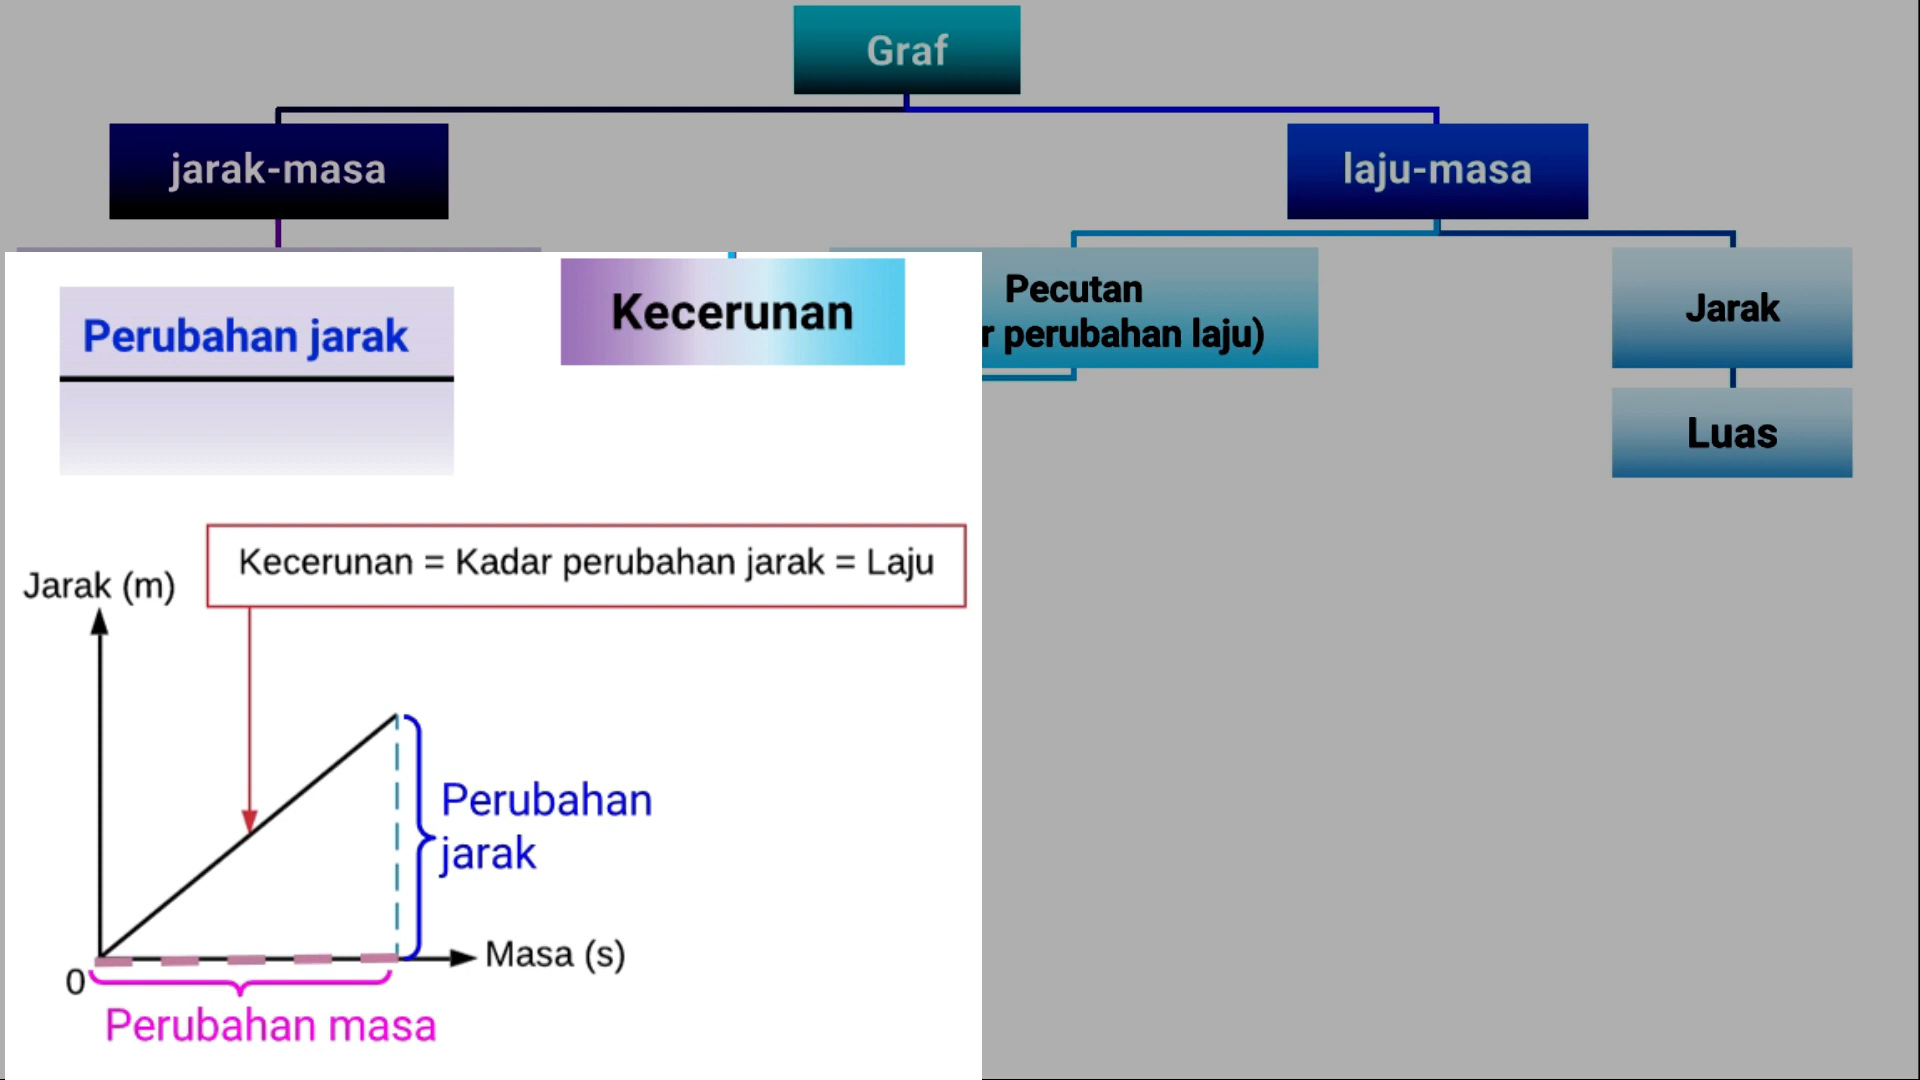 Graf
jarak-masa
laju-masa
Pecutan
r perubahan laju)
Jarak
Luas
Kecerunan
Perubahan jarak
Kecerunan = Kadar perubahan jarak = Laju
Jarak (m)
Perubahan
jarak
Masa (s)
0
Perubahan masa